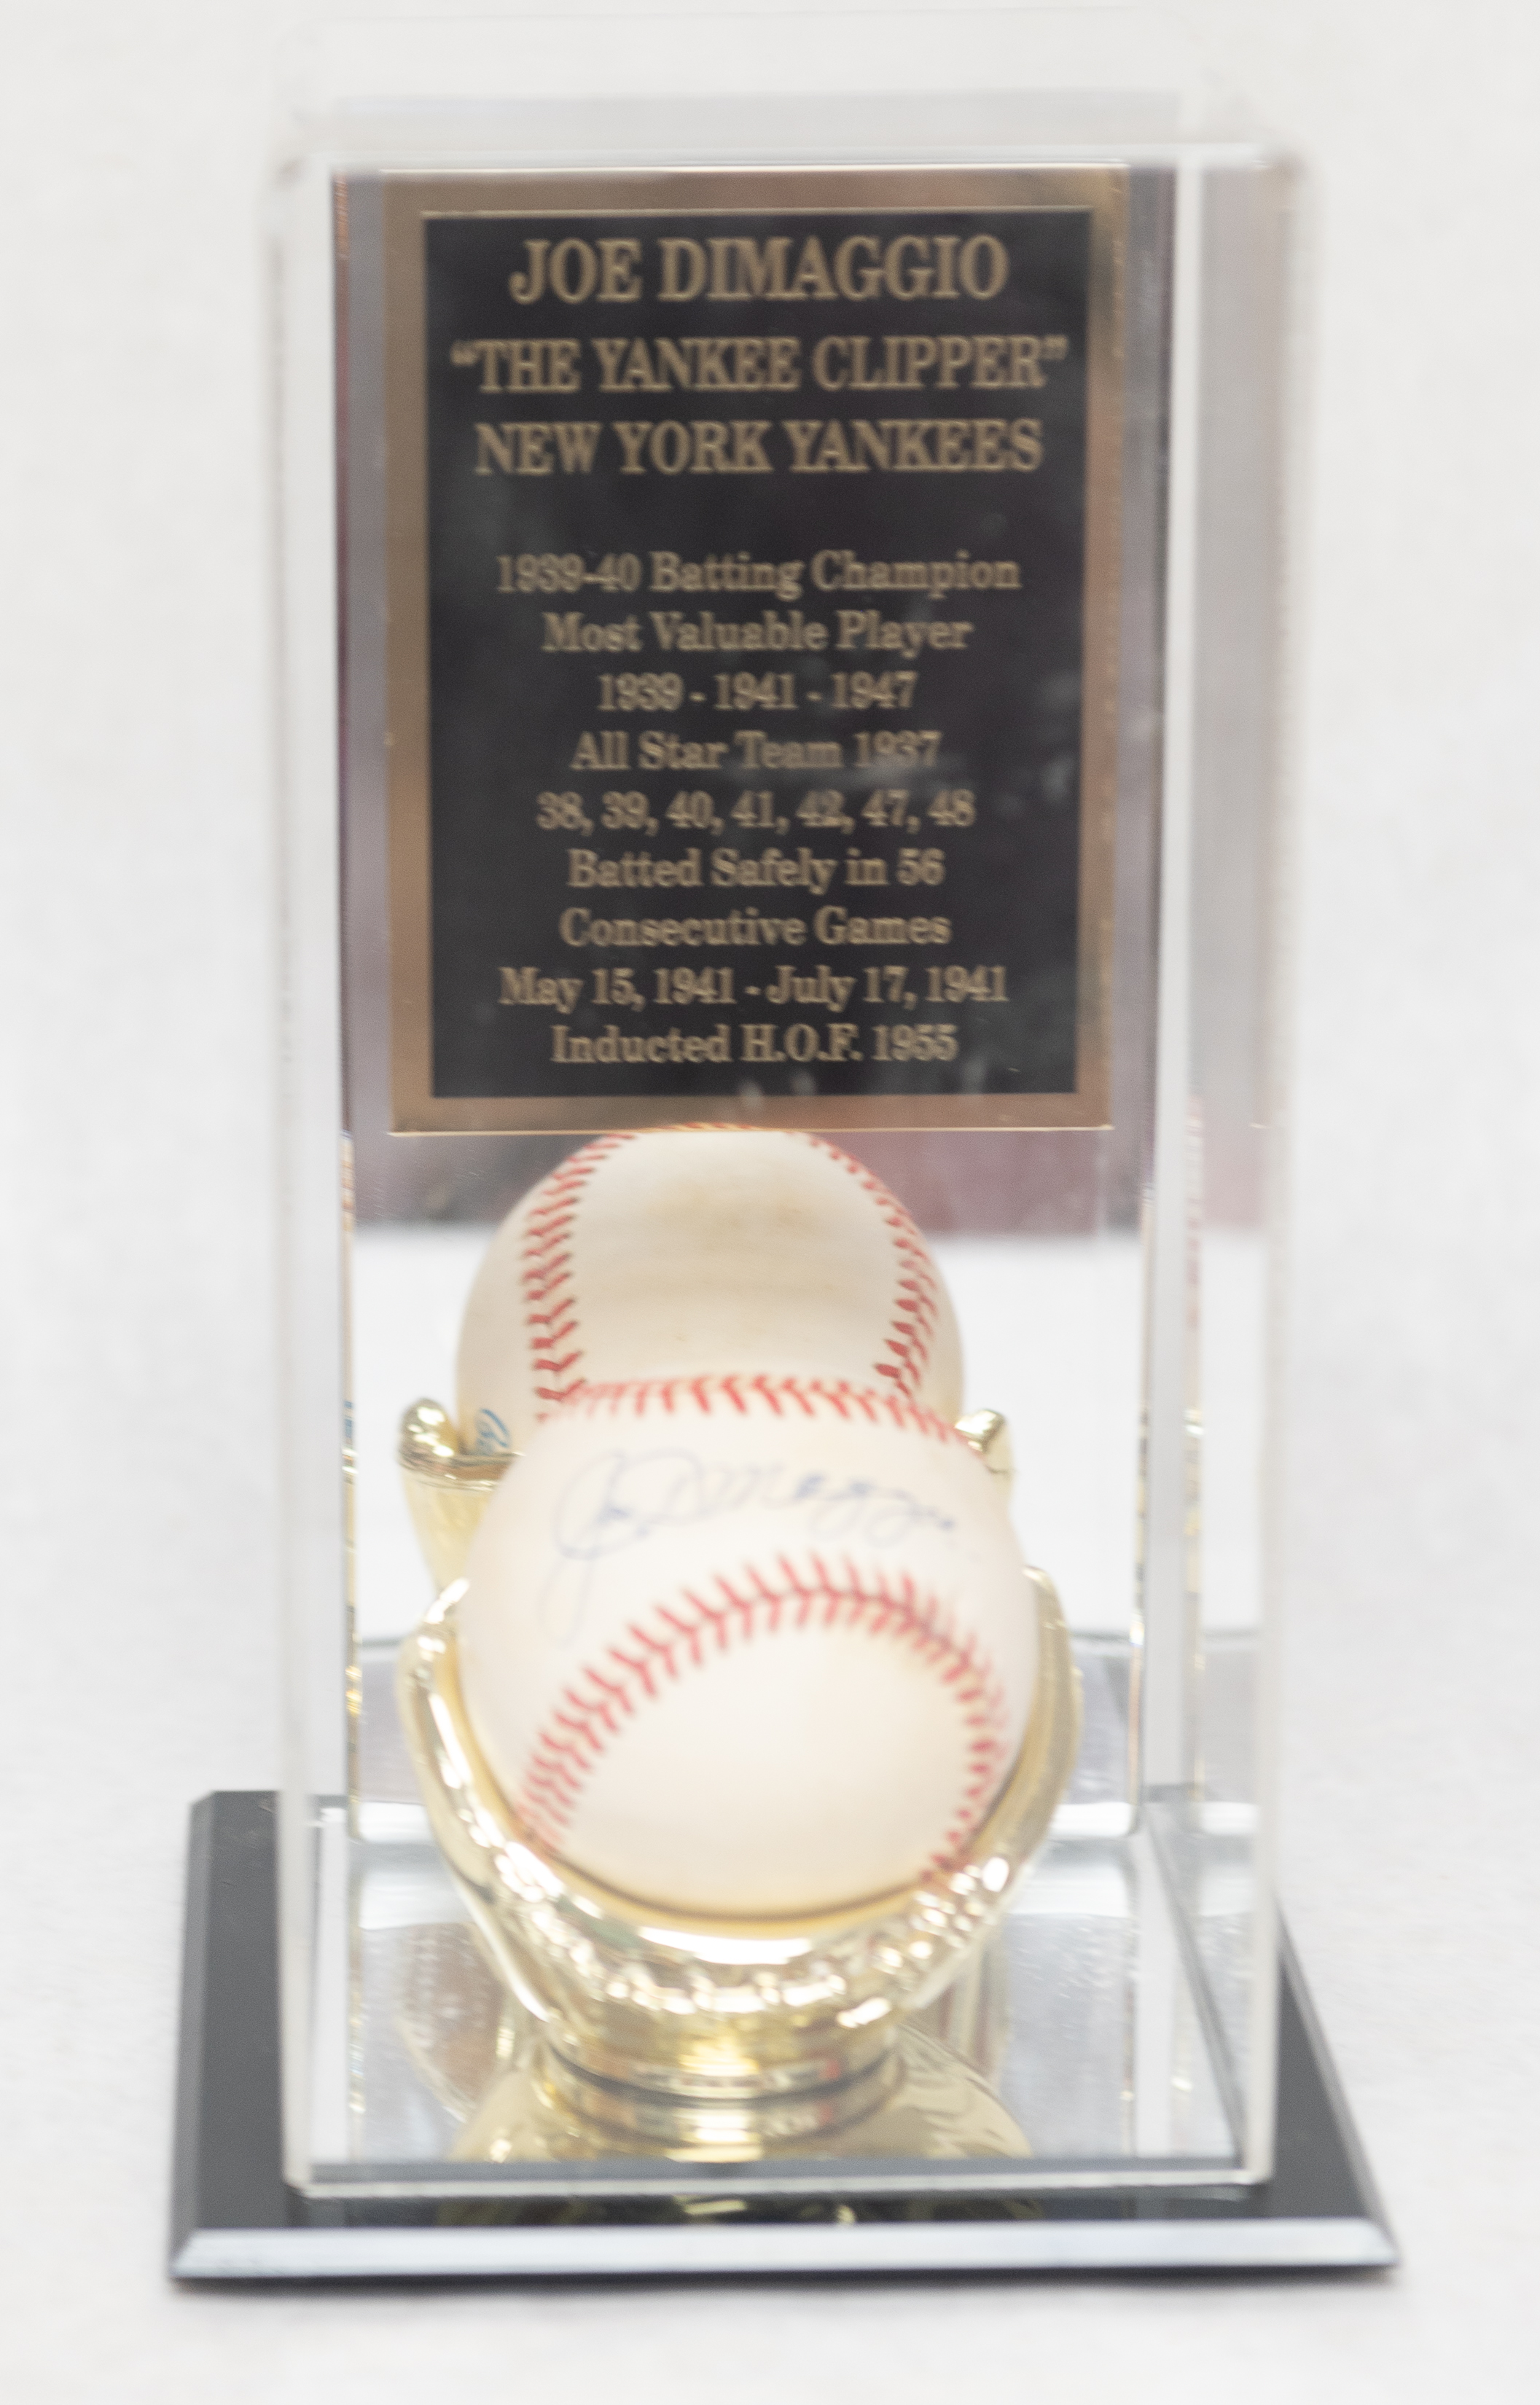 JOE DIMAGGIO
“THE YANKEE CLIPPER”
NEW YORK YANKEES
1939-40 Batting Champion
Most Valuable Player
1939 - 1941 - 1947
All Star Team 1937
38, 39, 40, 41, 42, 47, 48
Batted Safely in 56
Consecutive Games
May 15, 1941 - July 17, 1941
Inducted H.O.F. 1955
Joe DiMaggio